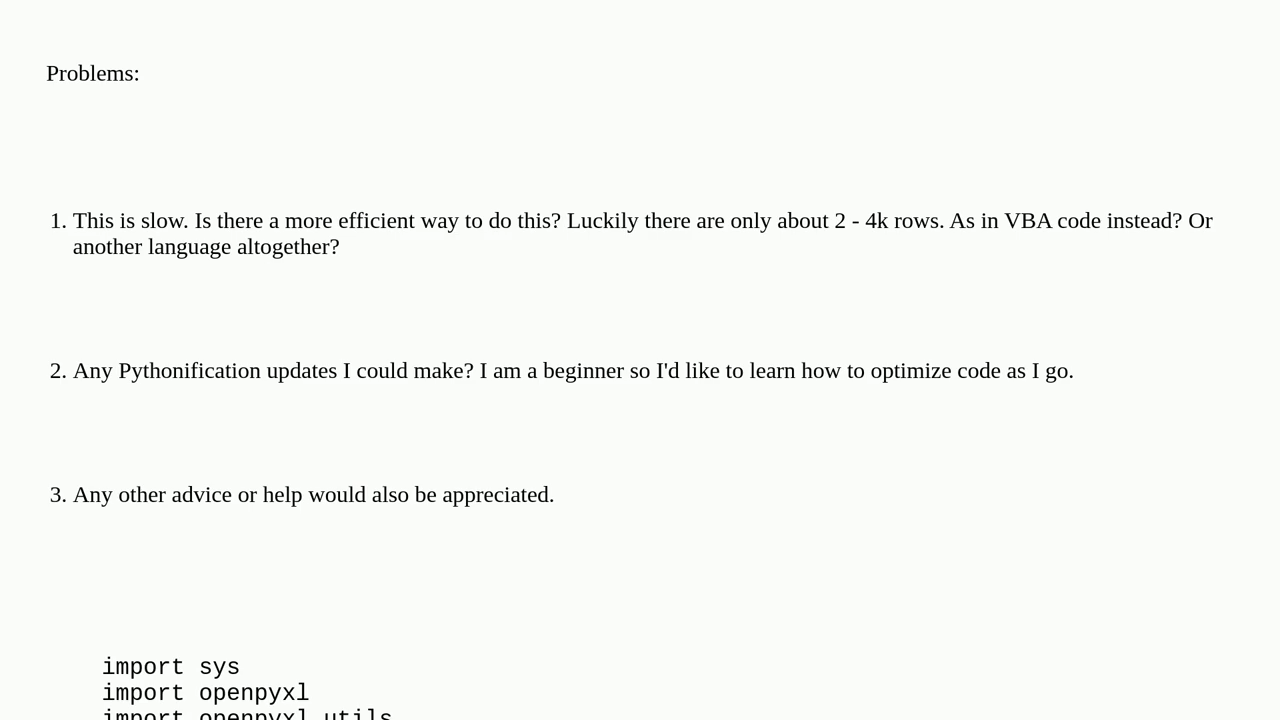 Problems:
1. This is slow. Is there a more efficient way to do this? Luckily there are only about 2 - 4k rows. As in VBA code instead? Or
another language altogether?
2. Any Pythonification updates I could make? I am a beginner so I'd like to learn how to optimize code as I go.
3. Any other advice or help would also be appreciated.
import sys
import openpyxl
import openpyxl.utils